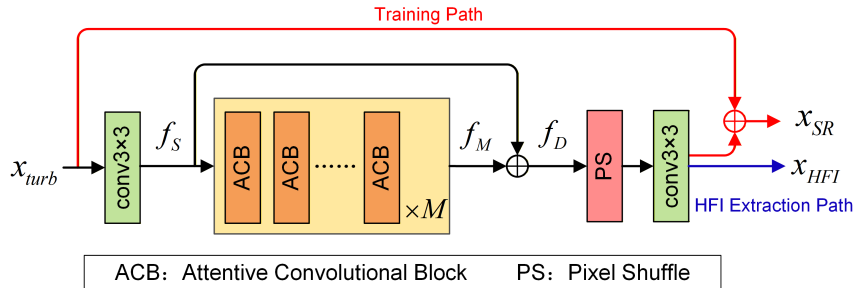 Training Path
x_turb
conv3×3
f_S
ACB
ACB
......
ACB
×M
f_M
f_D
PS
conv3×3
x_SR
x_HFI
HFI Extraction Path
ACB：Attentive Convolutional Block PS：Pixel Shuffle